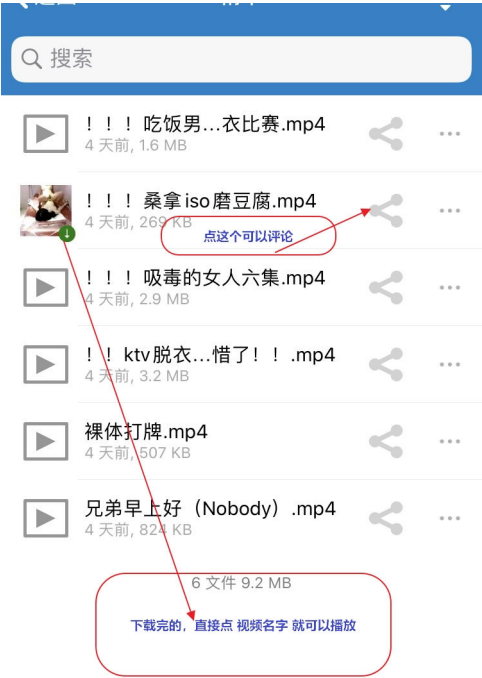 搜索
！！！吃饭男...衣比赛.mp4
4 天前, 1.6 MB
！！！桑拿iso磨豆腐.mp4
4 天前, 269 KB
点这个可以评论
！！！吸毒的女人六集.mp4
4 天前, 2.9 MB
！！ktv脱衣...惜了！！.mp4
4 天前, 3.2 MB
裸体打牌.mp4
4 天前, 507 KB
兄弟早上好（Nobody）.mp4
4 天前, 824 KB
6 文件 9.2 MB
下载完的，直接点 视频名字 就可以播放